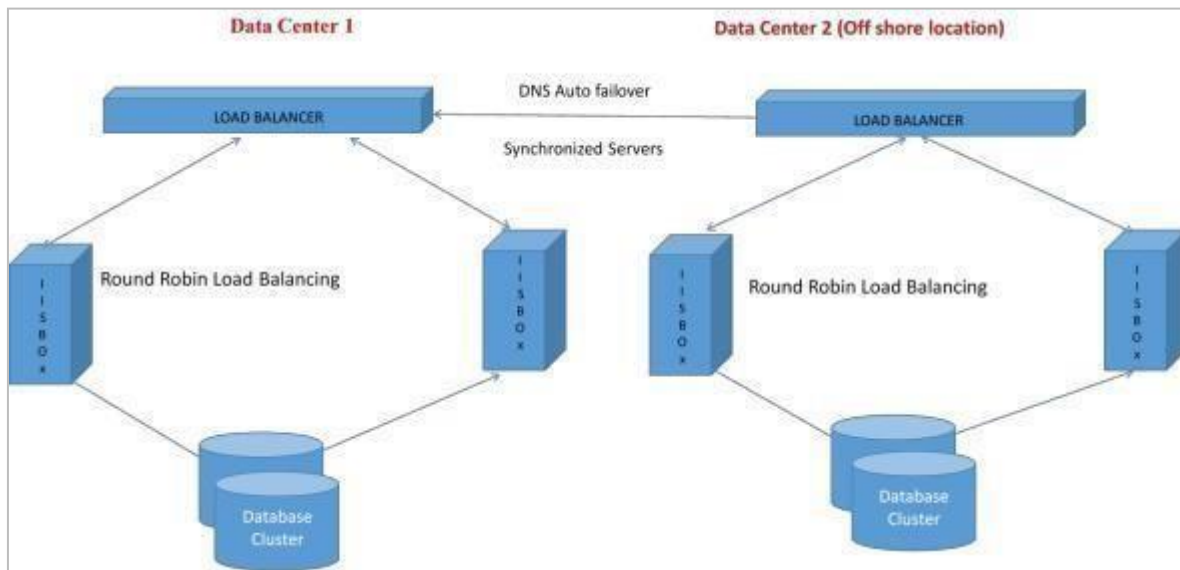 Data Center 1
Data Center 2 (Off shore location)
DNS Auto failover
LOAD BALANCER
LOAD BALANCER
Synchronized Servers
Round Robin Load Balancing
Round Robin Load Balancing
IISBOx
IISBOx
IISBOx
IISBOx
Database
Cluster
Database
Cluster